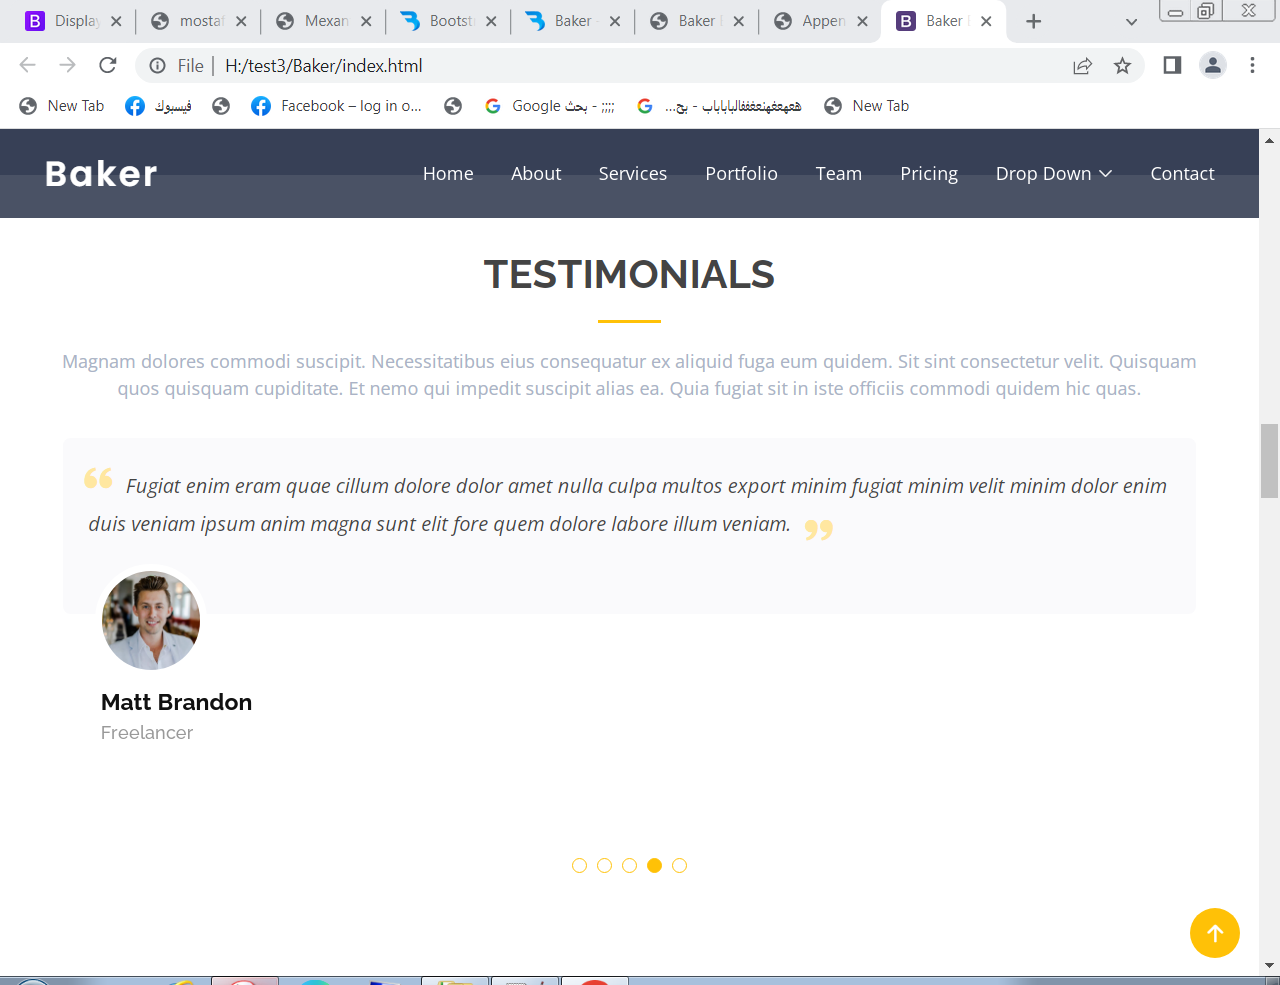 Display
mostaf
Mexan
Bootst
Baker
Baker
Appen
Baker
File | H:/test3/Baker/index.html
New Tab
فيسبوك
Facebook – log in o...
Google بحث - ;;;;
New Tab
Baker
Home About Services Portfolio Team Pricing Drop Down Contact
TESTIMONIALS
Magnam dolores commodi suscipit. Necessitatibus eius consequatur ex aliquid fuga eum quidem. Sit sint consectetur velit. Quisquam
quos quisquam cupiditate. Et nemo qui impedit suscipit alias ea. Quia fugiat sit in iste officiis commodi quidem hic quas.
Fugiat enim eram quae cillum dolore dolor amet nulla culpa multos export minim fugiat minim velit minim dolor enim
duis veniam ipsum anim magna sunt elit fore quem dolore labore illum veniam.
Matt Brandon
Freelancer